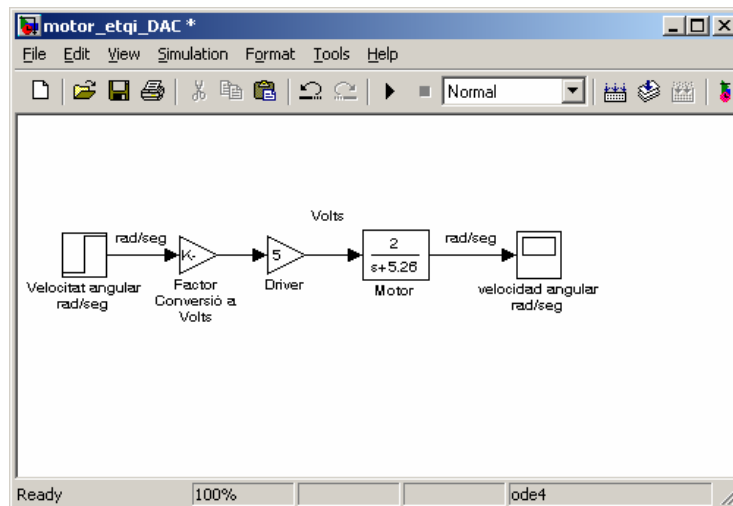 motor_etqi_DAC *
File Edit View Simulation Format Tools Help
Normal
Volts
rad/seg
rad/seg
K-
5
2
s+5.26
Velocitat angular
rad/seg
Factor
Conversió a
Volts
Driver
Motor
velocidad angular
rad/seg
Ready 100% ode4